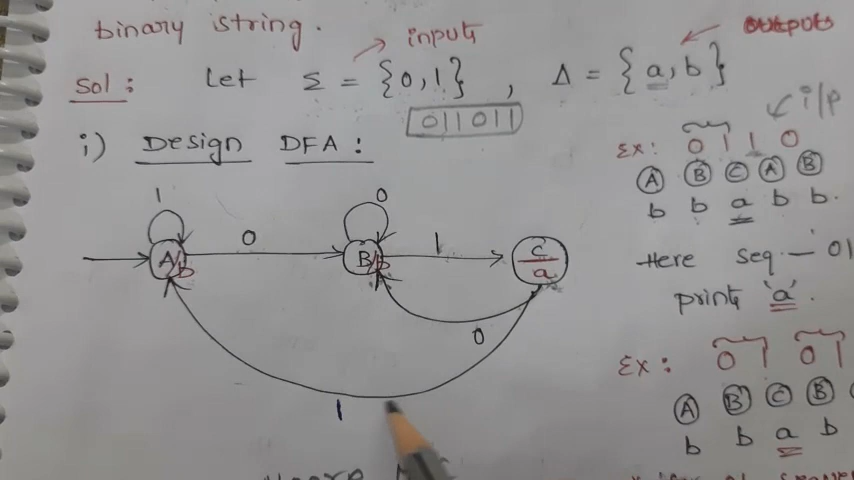 binary string.
inputs
outputs
Sol: Let Σ = {0,1}, Δ = {a,b}
011011
i) Design DFA:
1
0
A/b
0
B/b
1
C
a
0
1
i/p
Ex: 0 1 1 0
A B C A B
b b a b b.
Here seq — 01
print 'a'.
Ex: 0 1 0 1
A B C B
b b a b